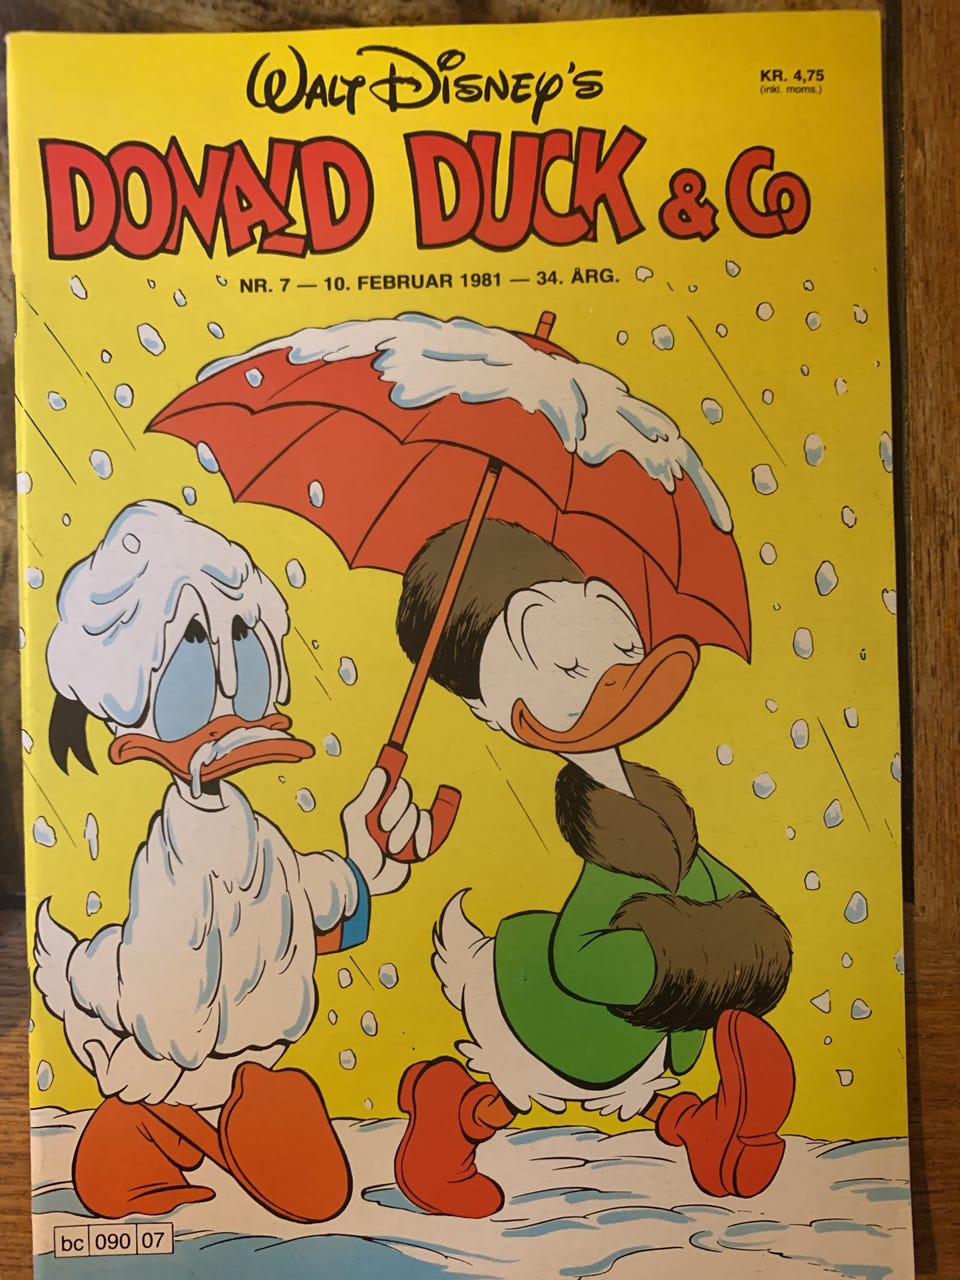 WALT DISNEY'S
KR. 4,75
(inkl. moms.)
DONALD DUCK & Co
NR. 7 — 10. FEBRUAR 1981 — 34. ÅRG.
bc 090 07